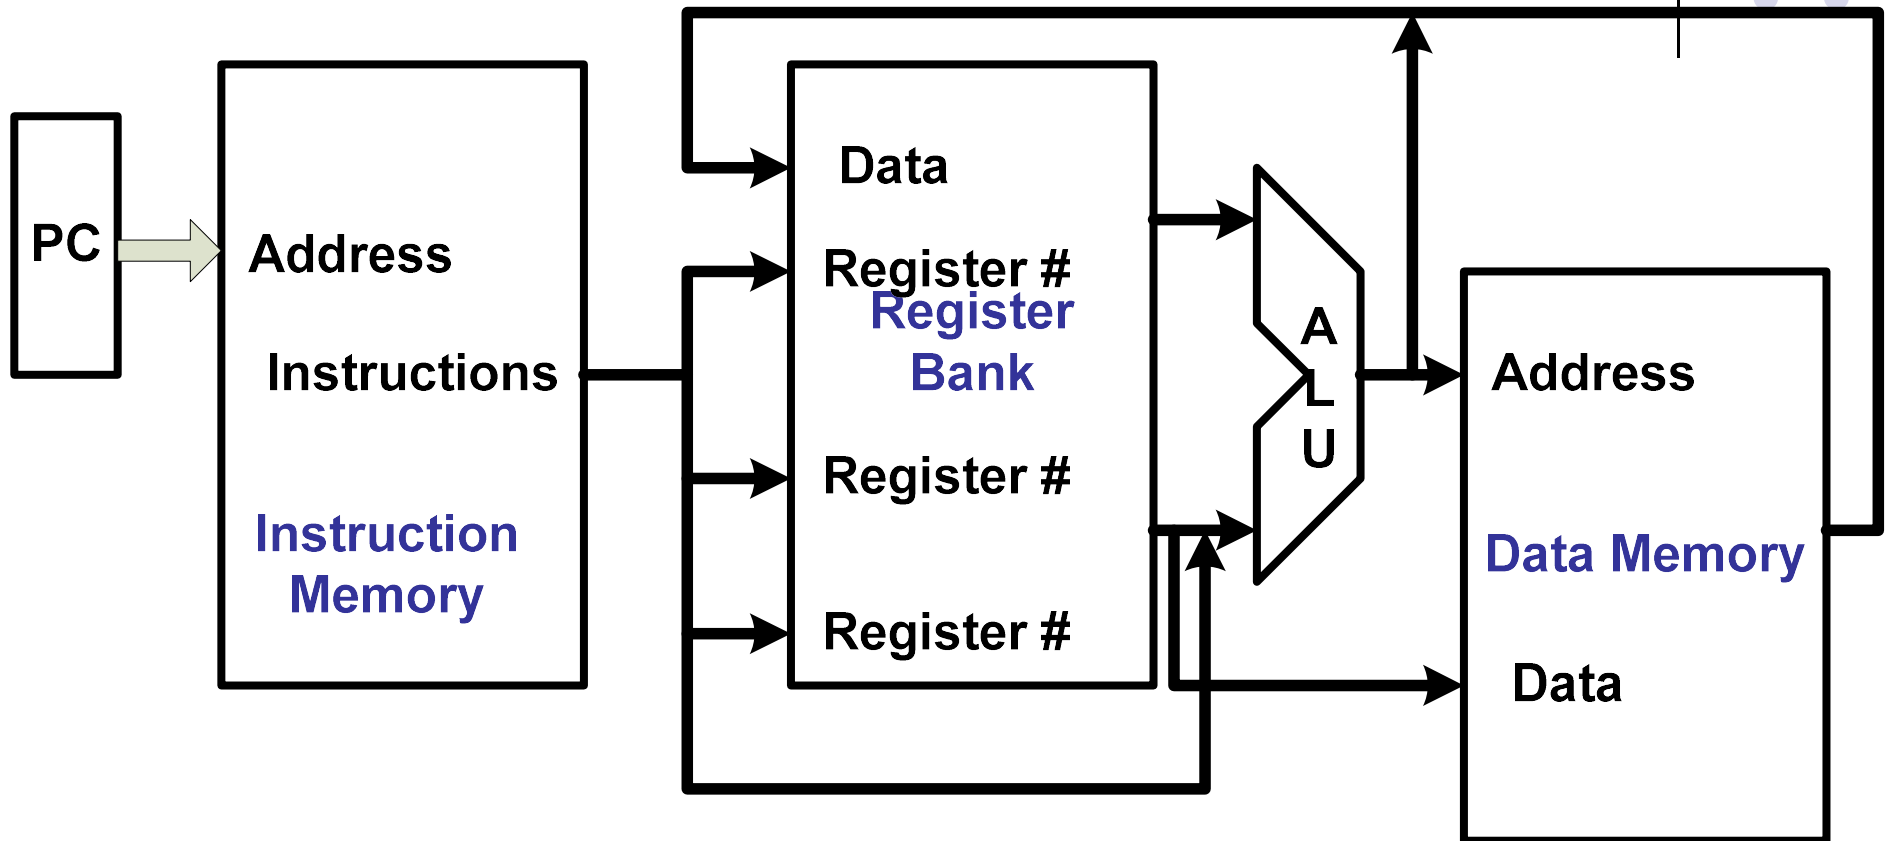 PC
Address
Instructions
Instruction
Memory
Data
Register #
Register
Bank
Register #
Register #
A
L
U
Address
Data Memory
Data